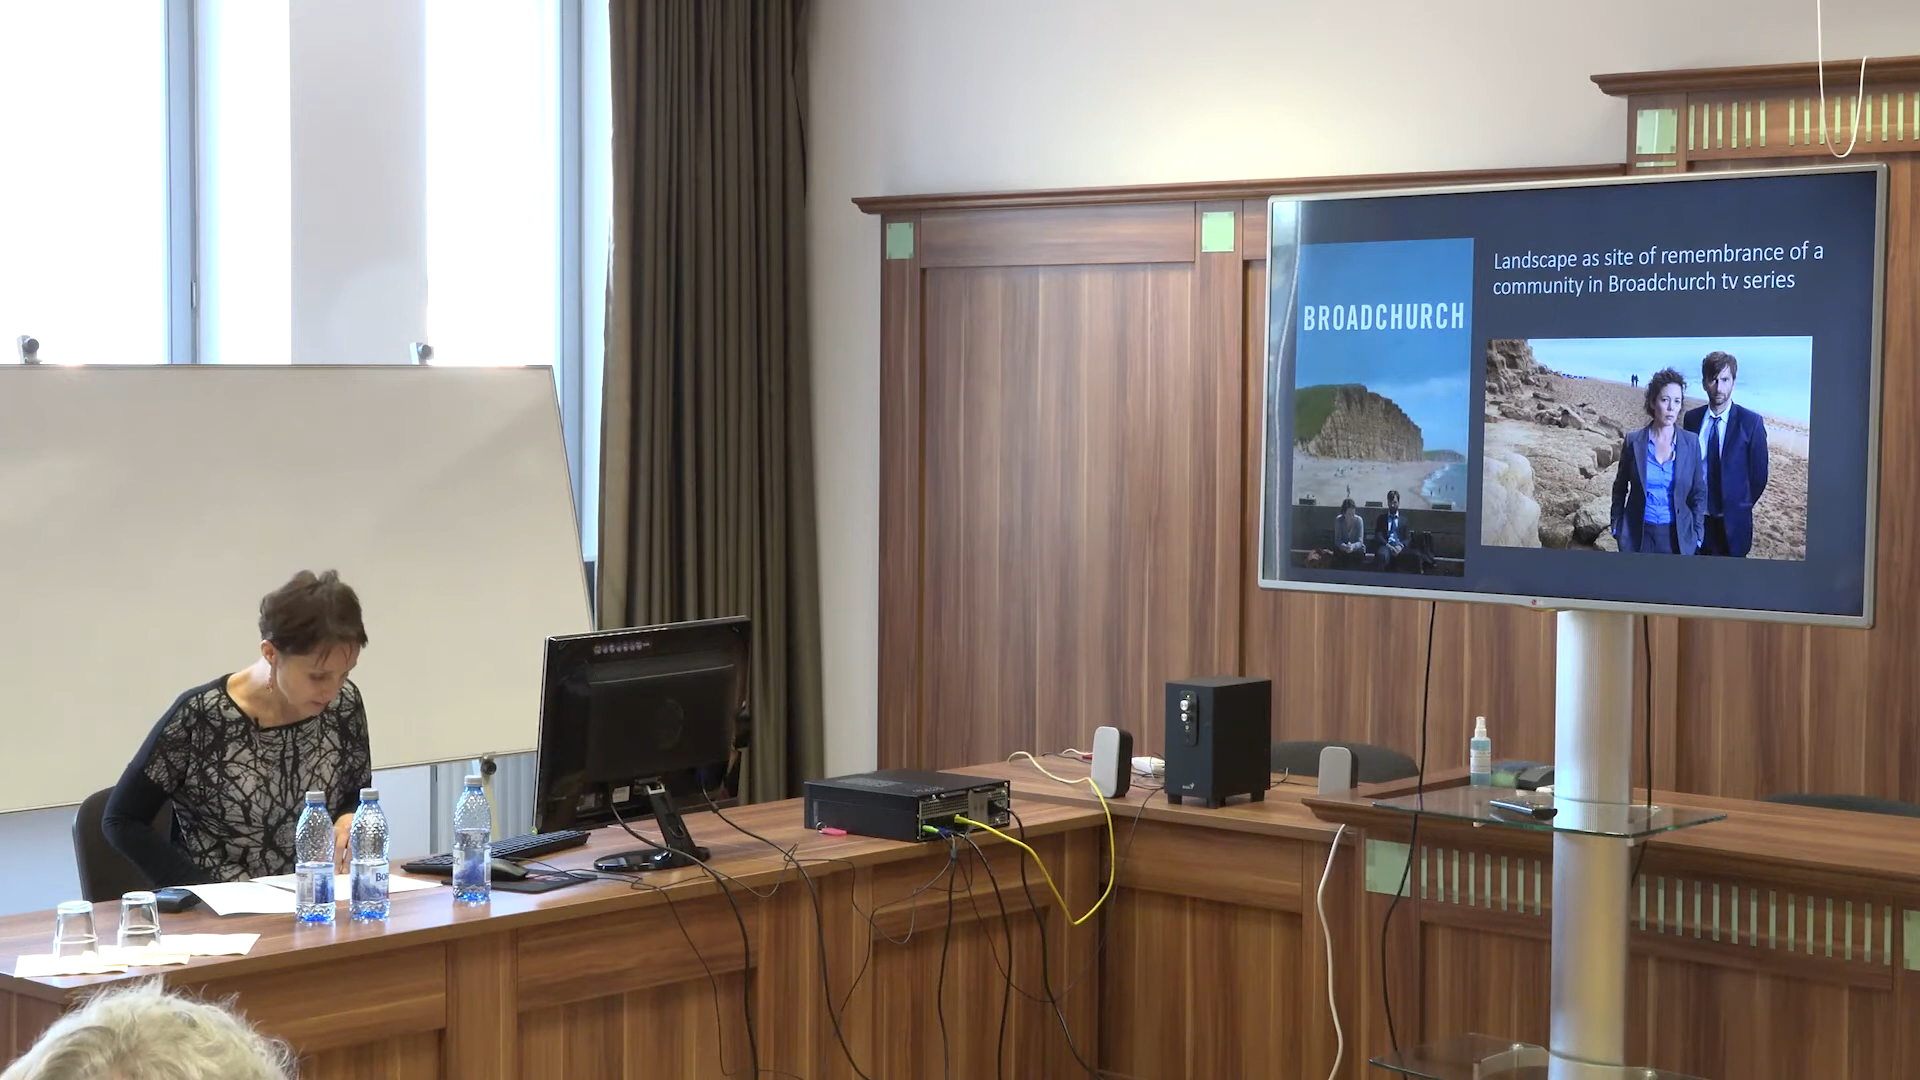 BROADCHURCH
Landscape as site of remembrance of a
community in Broadchurch tv series